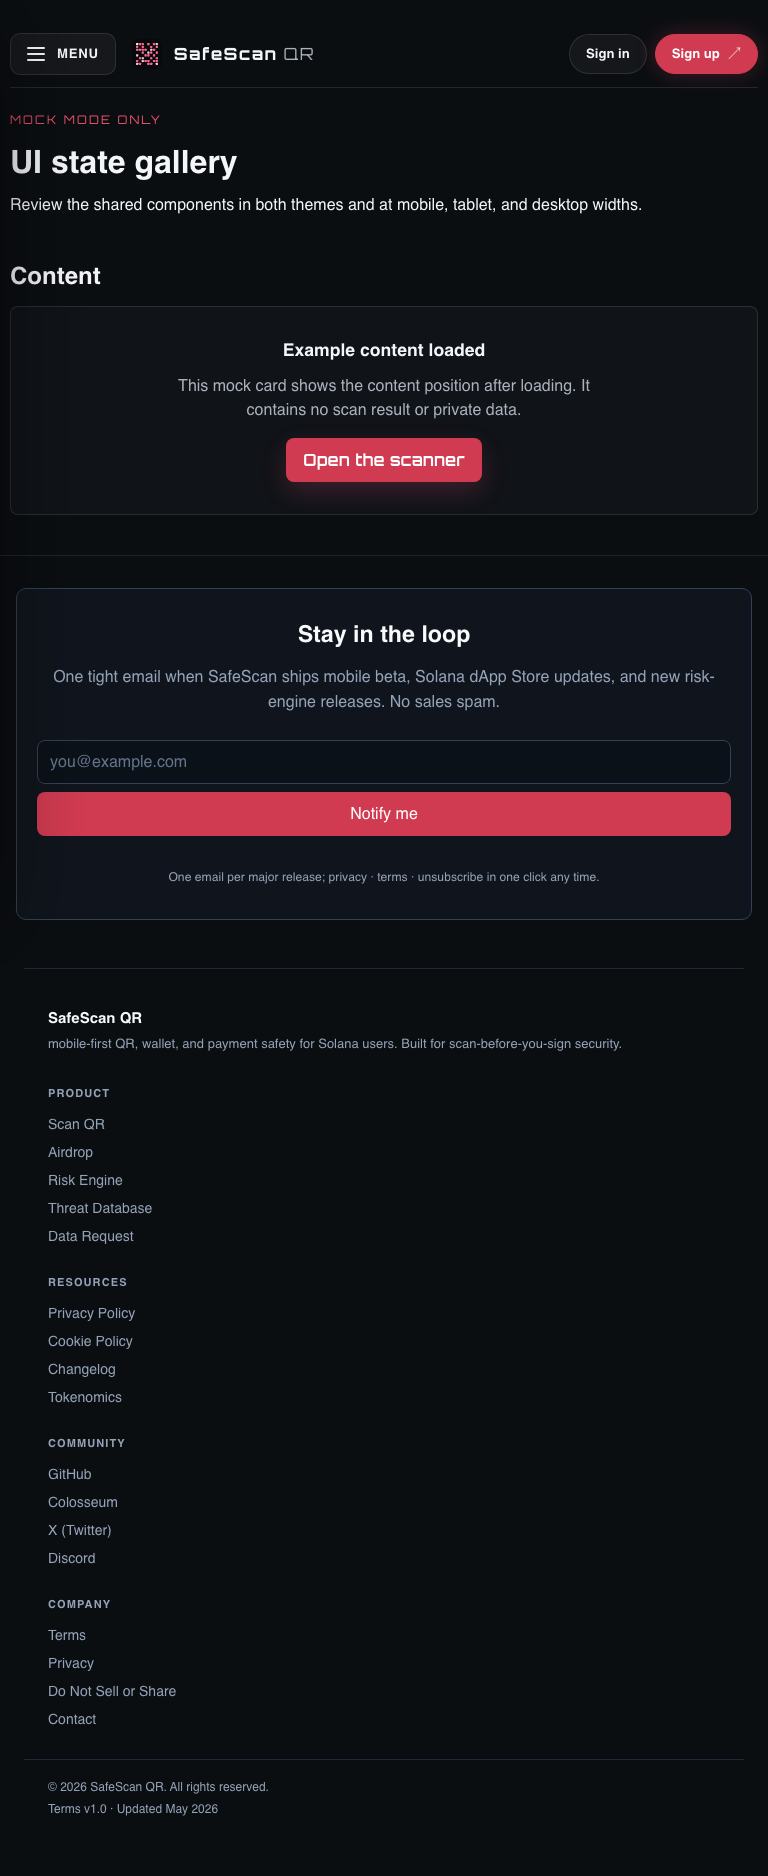 MENU
SafeScan QR
Sign in
Sign up ↗
MOCK MODE ONLY
UI state gallery
Review the shared components in both themes and at mobile, tablet, and desktop widths.
Content
Example content loaded
This mock card shows the content position after loading. It
contains no scan result or private data.
Open the scanner
Stay in the loop
One tight email when SafeScan ships mobile beta, Solana dApp Store updates, and new risk-
engine releases. No sales spam.
you@example.com
Notify me
One email per major release; privacy · terms · unsubscribe in one click any time.
SafeScan QR
mobile-first QR, wallet, and payment safety for Solana users. Built for scan-before-you-sign security.
PRODUCT
Scan QR
Airdrop
Risk Engine
Threat Database
Data Request
RESOURCES
Privacy Policy
Cookie Policy
Changelog
Tokenomics
COMMUNITY
GitHub
Colosseum
X (Twitter)
Discord
COMPANY
Terms
Privacy
Do Not Sell or Share
Contact
© 2026 SafeScan QR. All rights reserved.
Terms v1.0 · Updated May 2026